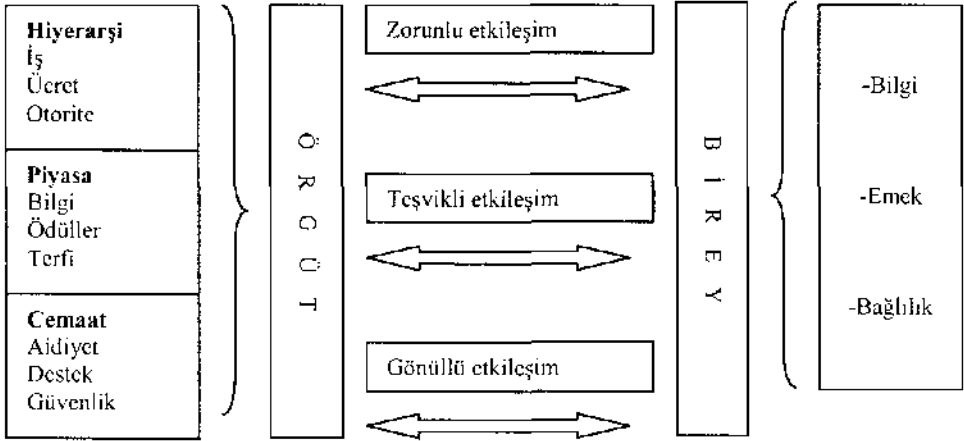 Hiyerarşi
İş
Ücret
Otorite
Piyasa
Bilgi
Ödüller
Terfi
Cemaat
Aidiyet
Destek
Güvenlik
ÖRGÜT
Zorunlu etkileşim
Teşvikli etkileşim
Gönüllü etkileşim
BİREY
-Bilgi
-Emek
-Bağlılık